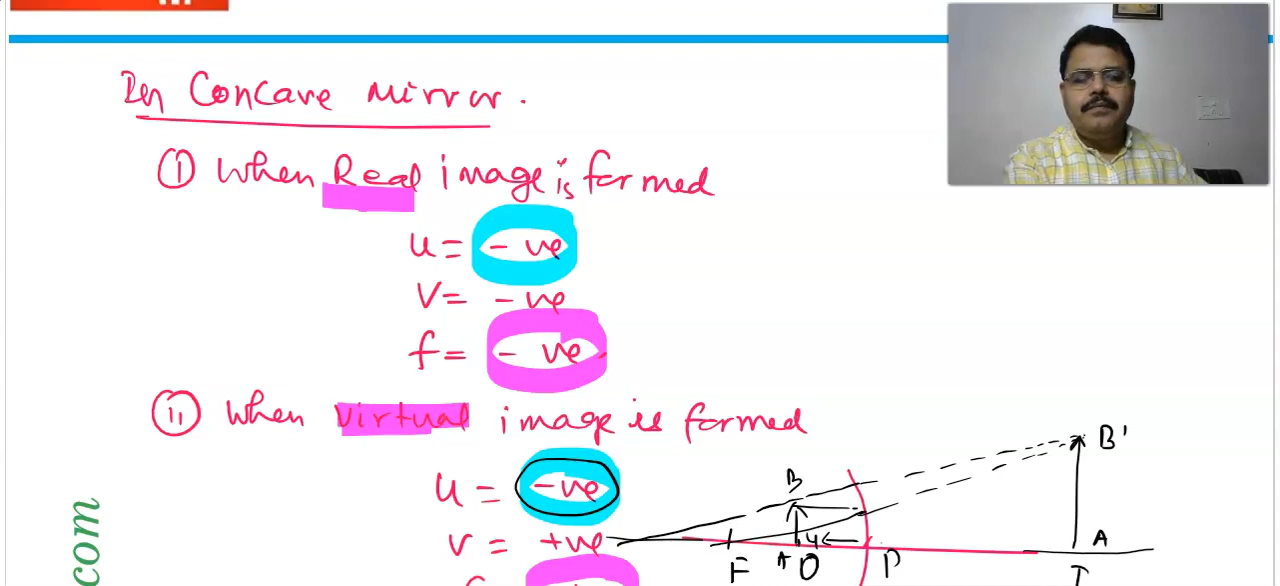 In Concave Mirror.
(i) When Real image is formed
u = - ve
v = - ve
f = - ve
(ii) When virtual image is formed
u = -ve
v = +ve
B B'
u A
F A O P I
com